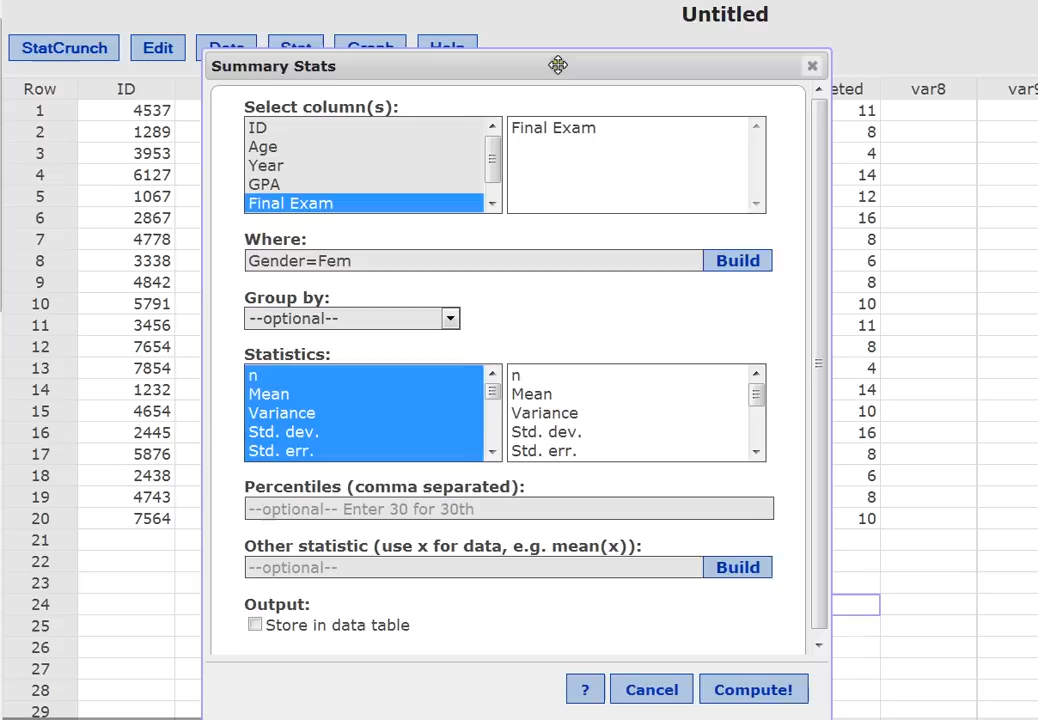 Untitled
StatCrunch Edit Data Stat Graph Help
Summary Stats
Row ID eted var8 var9
1 4537 11
2 1289 8
3 3953 4
4 6127 14
5 1067 12
6 2867 16
7 4778 8
8 3338 6
9 4842 8
10 5791 10
11 3456 11
12 7654 8
13 7854 4
14 1232 14
15 4654 10
16 2445 16
17 5876 8
18 2438 6
19 4743 8
20 7564 10
21
22
23
24
25
26
27
28
29
Select column(s):
ID
Age
Year
GPA
Final Exam
Final Exam
Where:
Gender=Fem Build
Group by:
--optional--
Statistics:
n
Mean
Variance
Std. dev.
Std. err.
n
Mean
Variance
Std. dev.
Std. err.
Percentiles (comma separated):
--optional-- Enter 30 for 30th
Other statistic (use x for data, e.g. mean(x)):
--optional-- Build
Output:
Store in data table
? Cancel Compute!